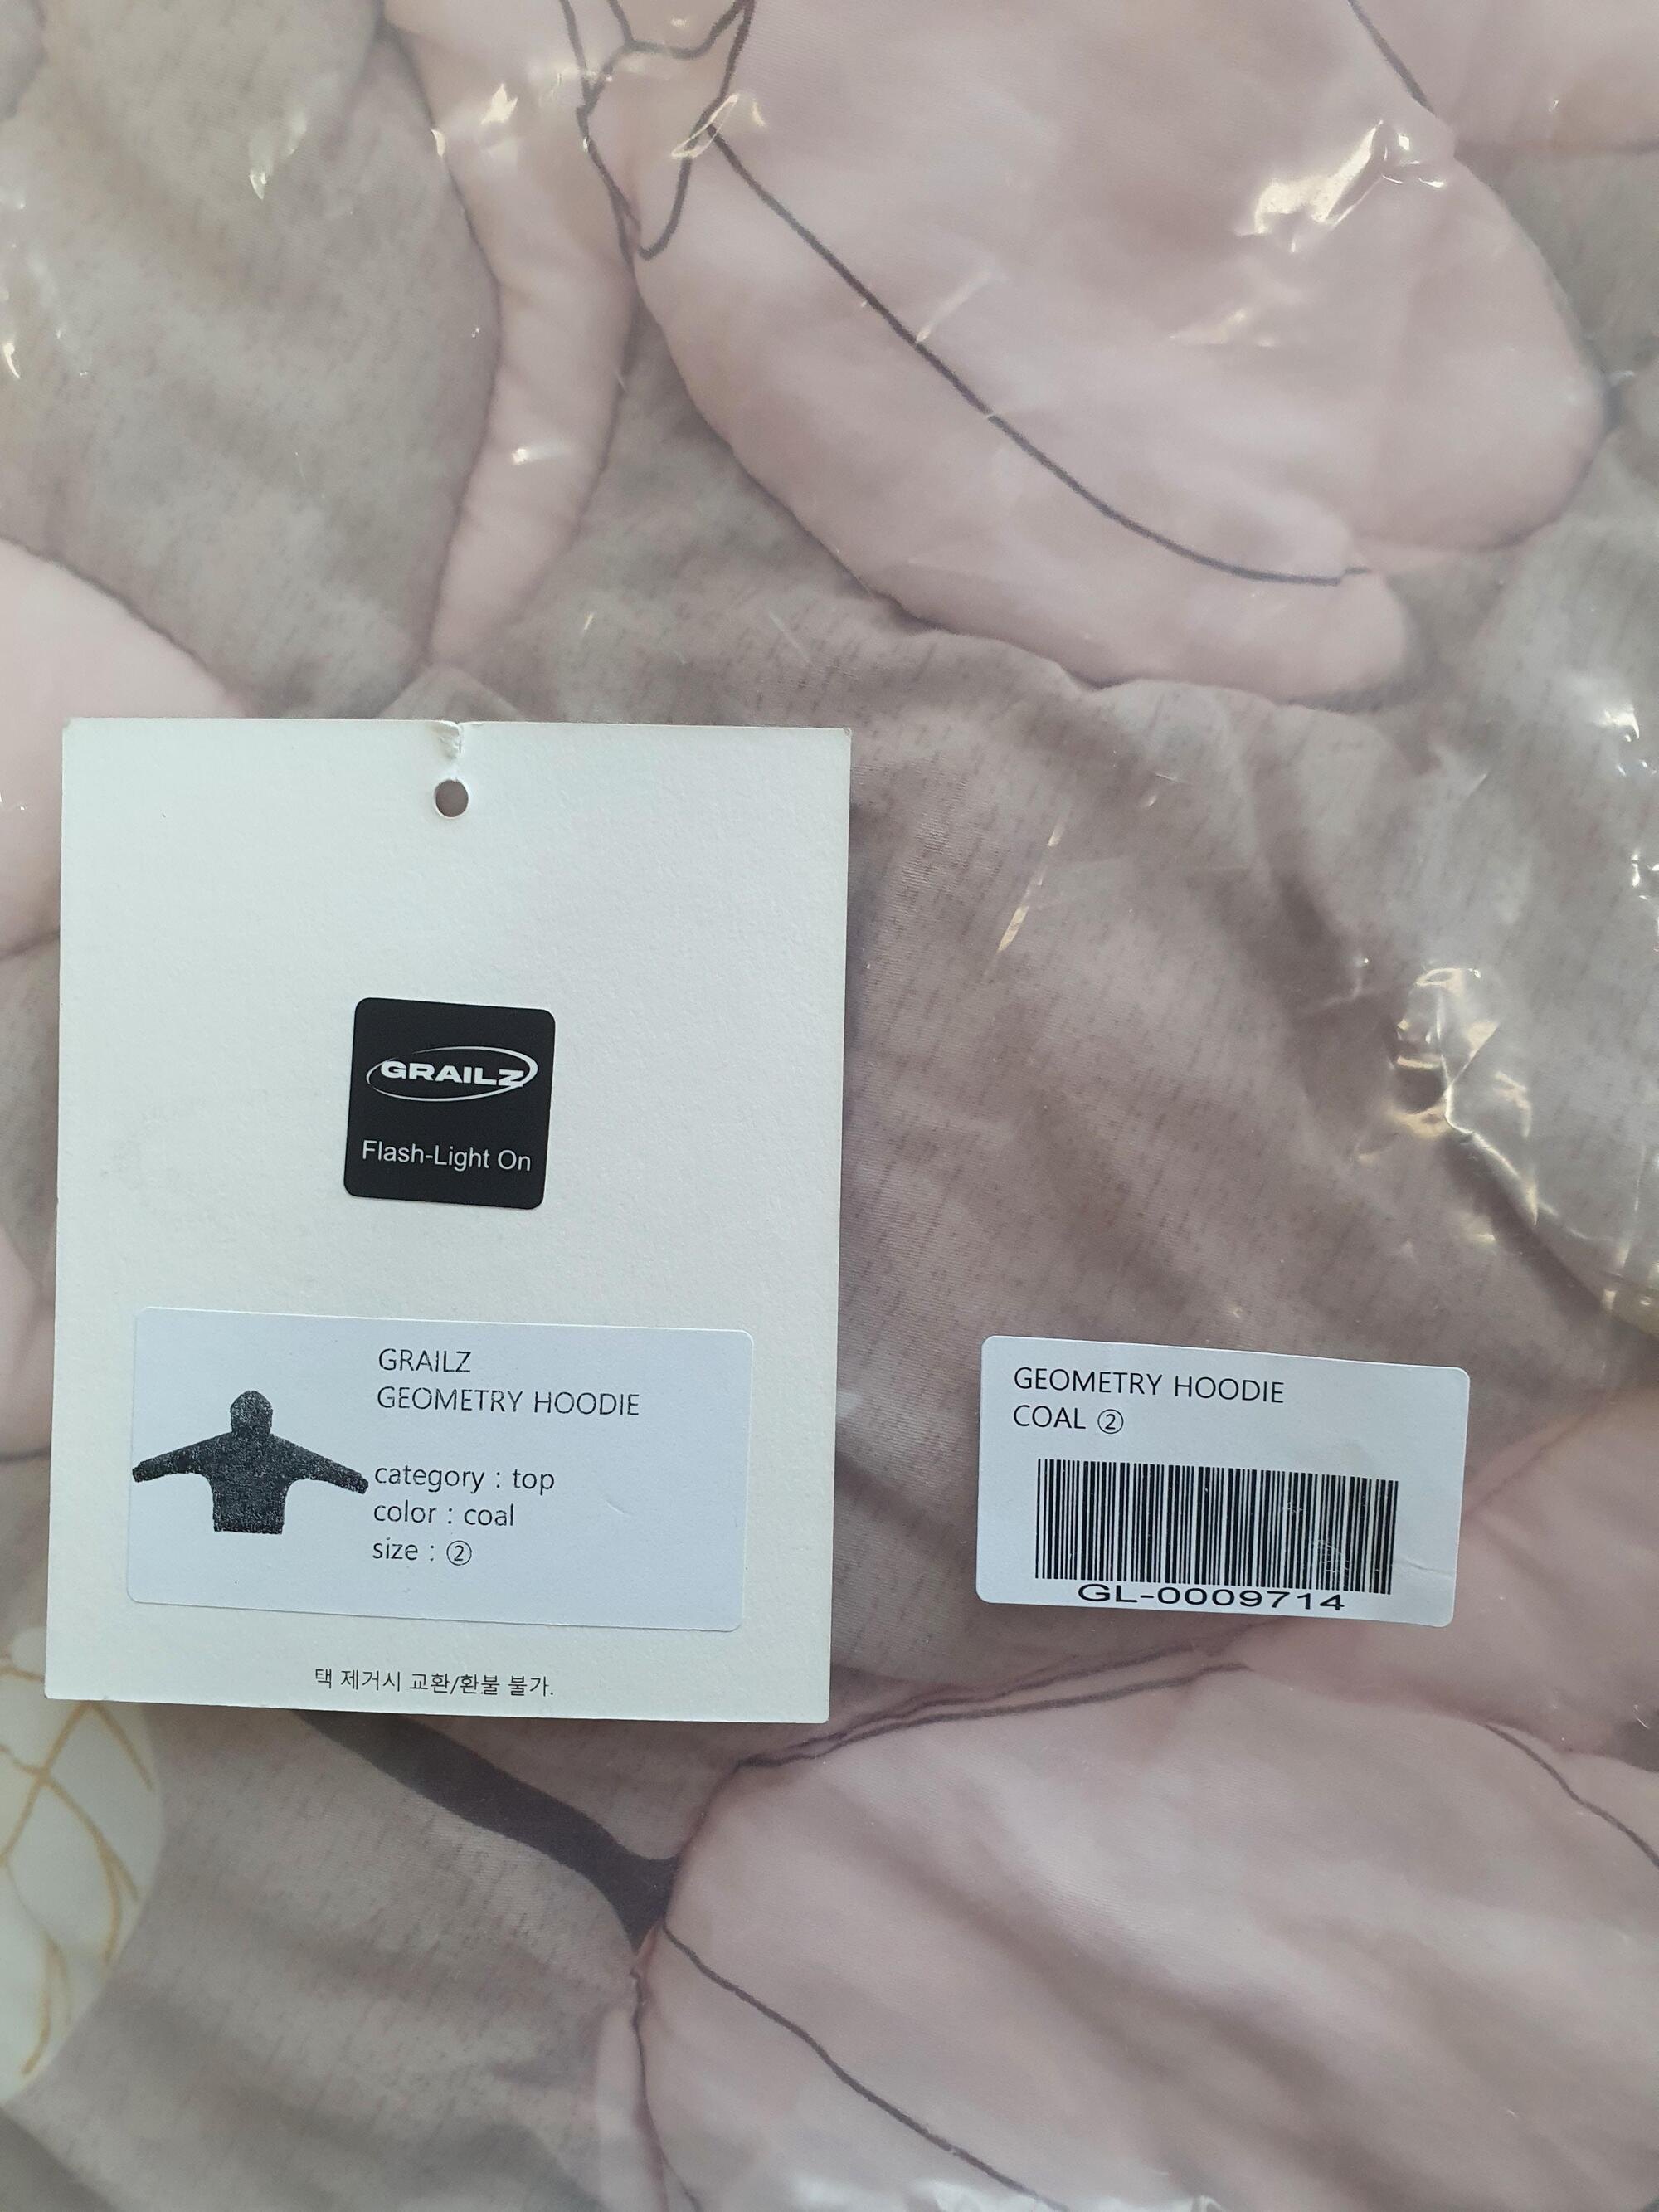 GRAILZ
Flash-Light On
GRAILZ
GEOMETRY HOODIE
category : top
color : coal
size : ②
택 제거시 교환/환불 불가.
GEOMETRY HOODIE
COAL ②
GL-0009714